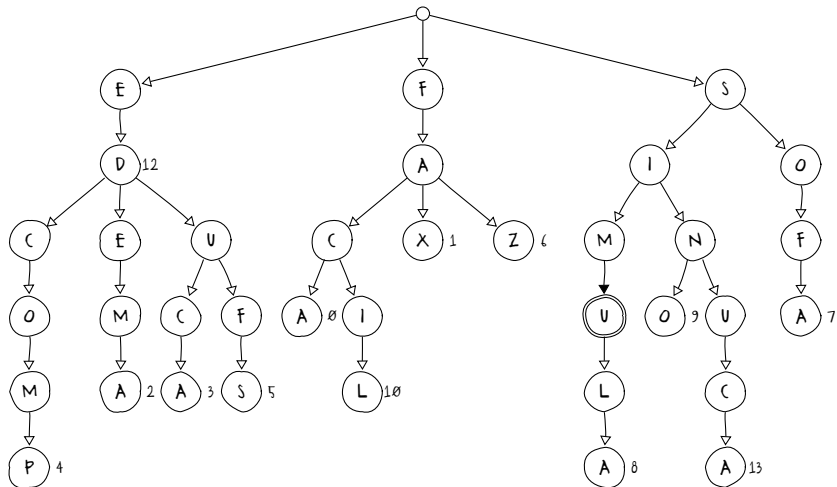 E F S
D 12 A I O
C E U C X 1 Z 6 M N F
O M C F A 0 I U O 9 U A 7
M A 2 A 3 S 5 L 10 L C
P 4 A 8 A 13